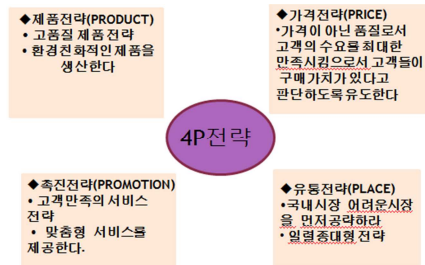 ◆제품전략(PRODUCT)
• 고품질 제품전략
• 환경친화적인 제품을
생산한다
◆가격전략(PRICE)
•가격이 아닌 품질로서
고객의 수요를 최대한
만족시킴으로서 고객들이
구매가치가 있다고
판단하도록 유도한다
4P전략
◆촉진전략(PROMOTION)
• 고객만족의 서비스
전략
• 맞춤형 서비스를
제공한다.
◆유통전략(PLACE)
•국내시장 어려운시장
을 먼저공략하라
• 일렬종대형 전략